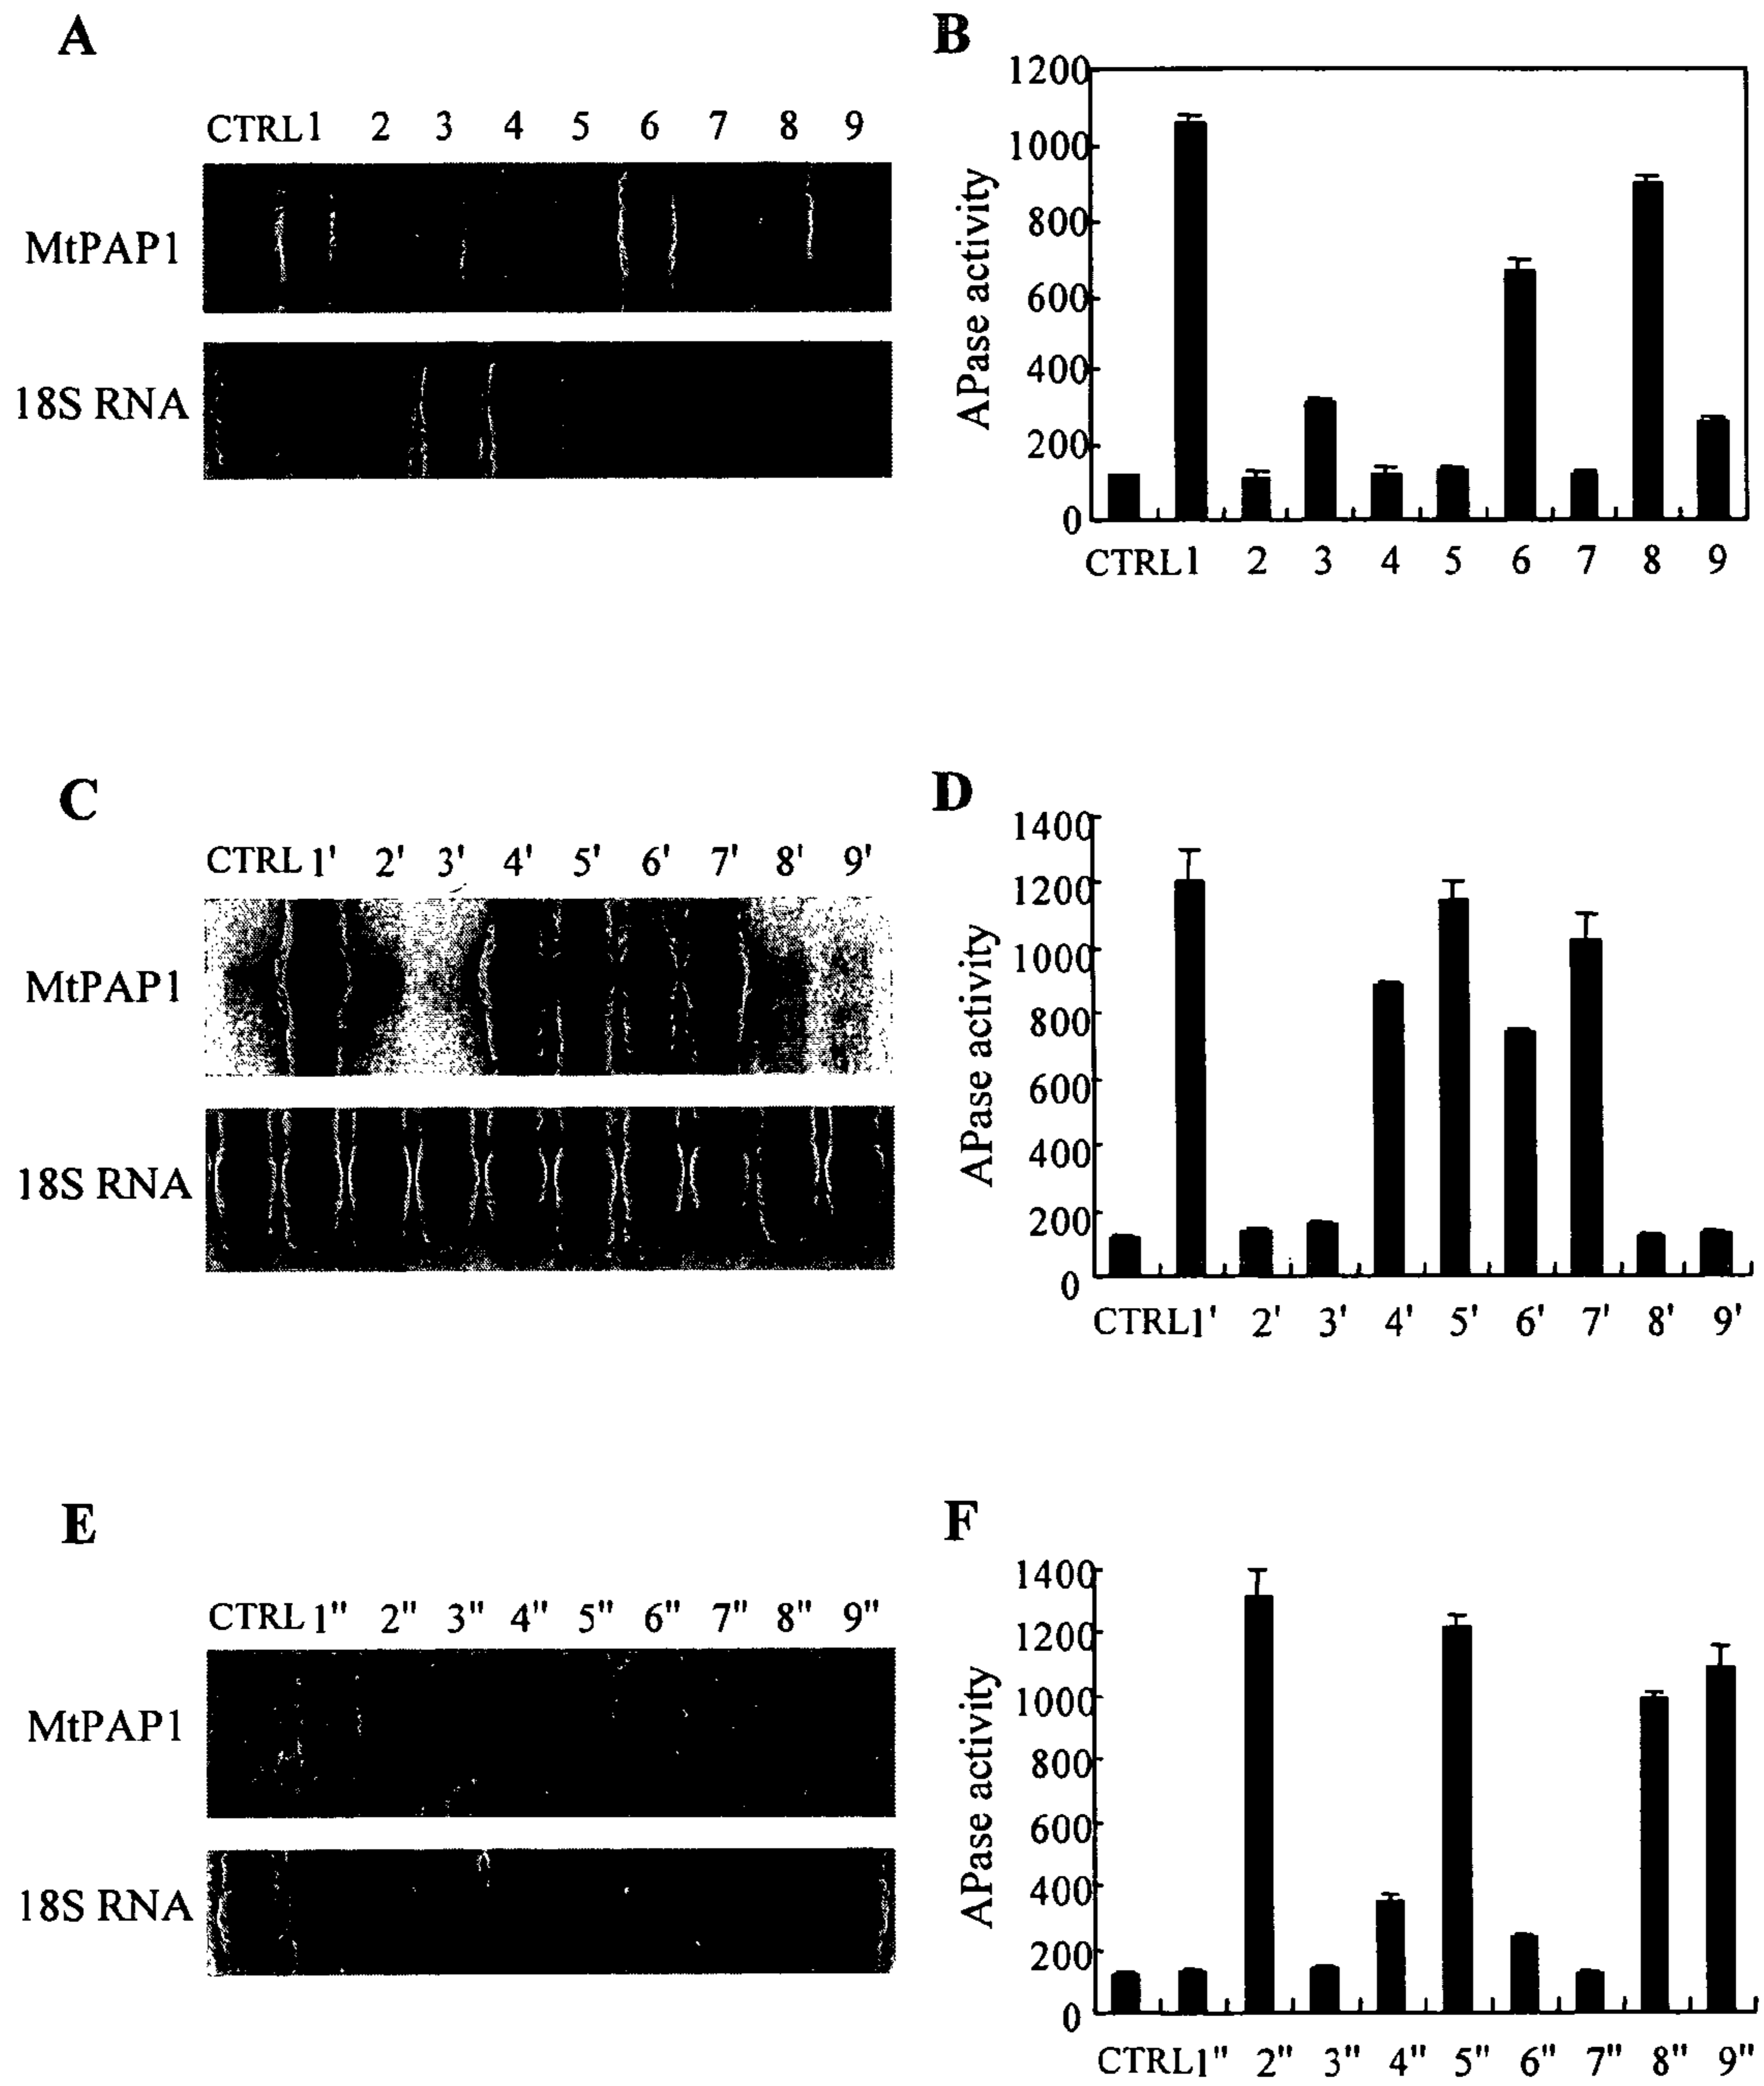 A
CTRL 1 2 3 4 5 6 7 8 9
MtPAP1
18S RNA
B
1200
1000
800
600
400
200
0
APase activity
CTRL 1 2 3 4 5 6 7 8 9
C
CTRL 1' 2' 3' 4' 5' 6' 7' 8' 9'
MtPAP1
18S RNA
D
1400
1200
1000
800
600
400
200
0
APase activity
CTRL 1' 2' 3' 4' 5' 6' 7' 8' 9'
E
CTRL 1" 2" 3" 4" 5" 6" 7" 8" 9"
MtPAP1
18S RNA
F
1400
1200
1000
800
600
400
200
0
APase activity
CTRL 1" 2" 3" 4" 5" 6" 7" 8" 9"